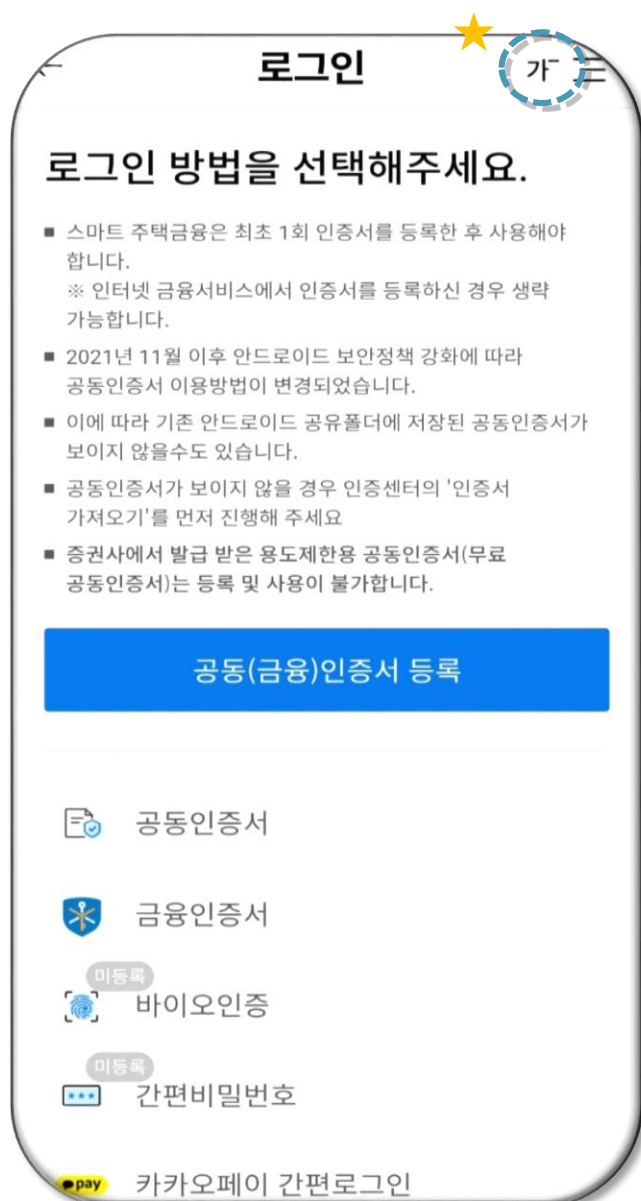 로그인
가-
로그인 방법을 선택해주세요.
■ 스마트 주택금융은 최초 1회 인증서를 등록한 후 사용해야
합니다.
※ 인터넷 금융서비스에서 인증서를 등록하신 경우 생략
가능합니다.
■ 2021년 11월 이후 안드로이드 보안정책 강화에 따라
공동인증서 이용방법이 변경되었습니다.
■ 이에 따라 기존 안드로이드 공유폴더에 저장된 공동인증서가
보이지 않을수도 있습니다.
■ 공동인증서가 보이지 않을 경우 인증센터의 '인증서
가져오기'를 먼저 진행해 주세요
■ 증권사에서 발급 받은 용도제한용 공동인증서(무료
공동인증서)는 등록 및 사용이 불가합니다.
공동(금융)인증서 등록
공동인증서
금융인증서
미등록
바이오인증
미등록
간편비밀번호
pay 카카오페이 간편로그인